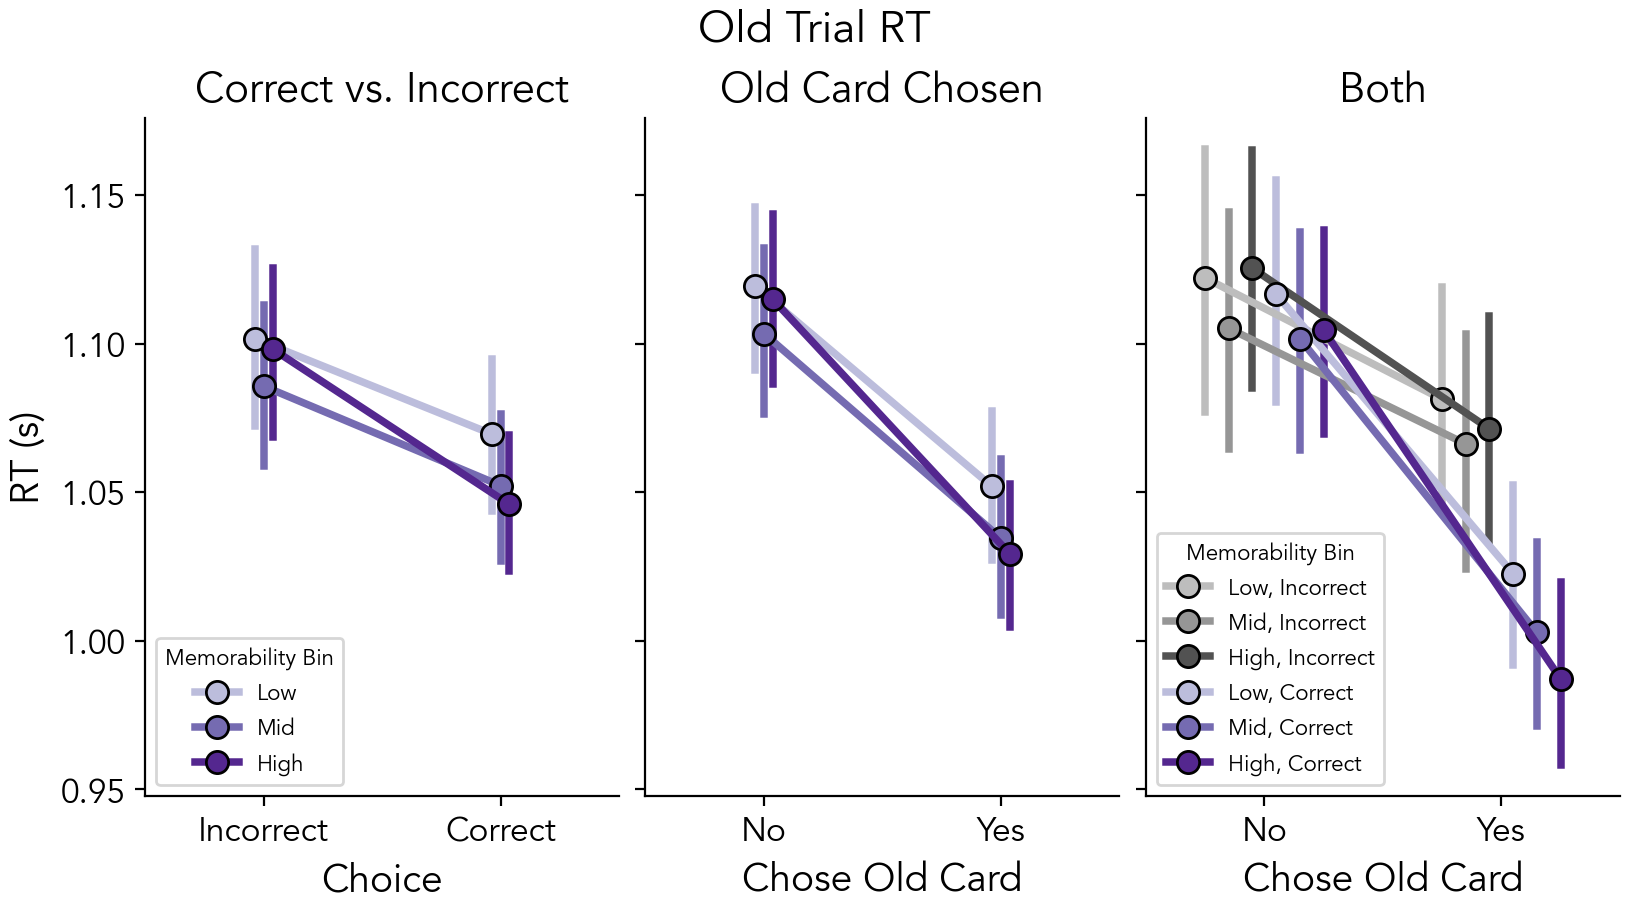 Old Trial RT
Correct vs. Incorrect
Old Card Chosen
Both
RT (s)
1.15
1.10
1.05
1.00
0.95
Memorability Bin
Low
Mid
High
Incorrect
Correct
Choice
No
Yes
Chose Old Card
Memorability Bin
Low, Incorrect
Mid, Incorrect
High, Incorrect
Low, Correct
Mid, Correct
High, Correct
No
Yes
Chose Old Card